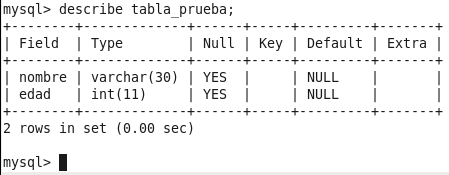 mysql> describe tabla_prueba;
+--------+-------------+------+-----+---------+-------+
| Field  | Type        | Null | Key | Default | Extra |
+--------+-------------+------+-----+---------+-------+
| nombre | varchar(30) | YES  |     | NULL    |       |
| edad   | int(11)     | YES  |     | NULL    |       |
+--------+-------------+------+-----+---------+-------+
2 rows in set (0.00 sec)
mysql>